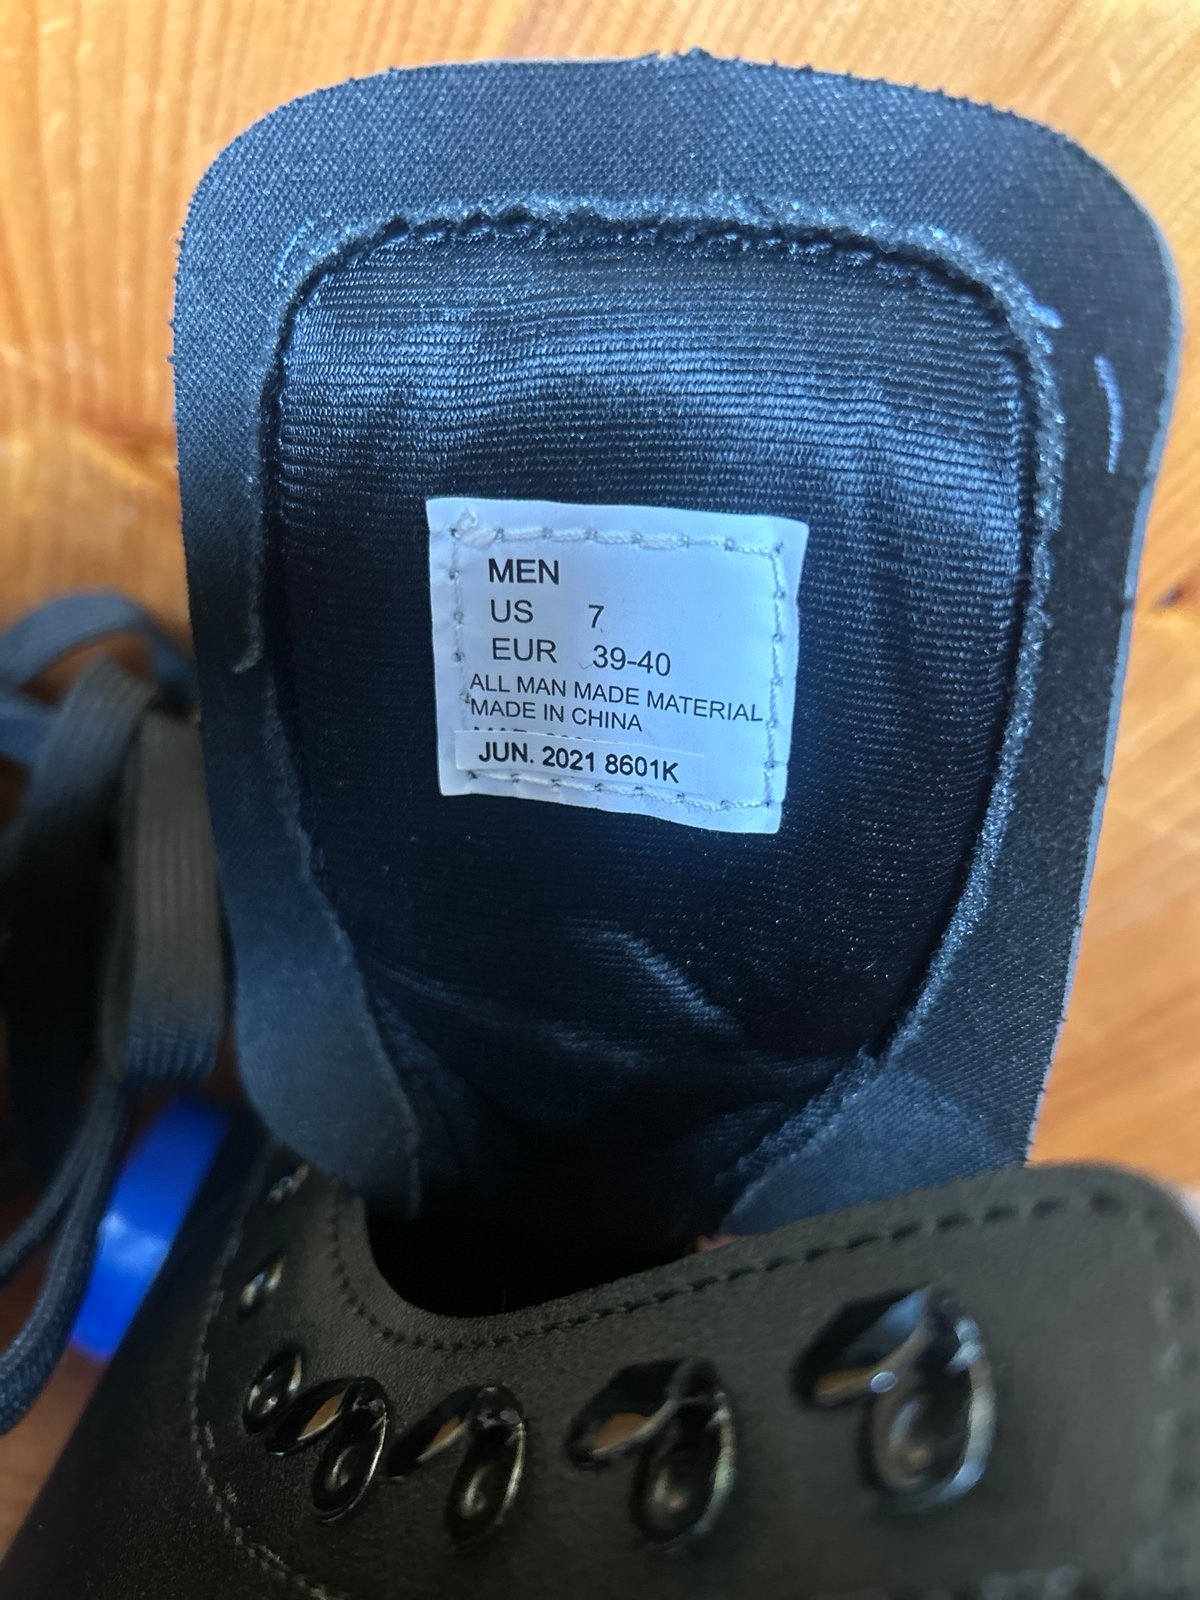 MEN
US 7
EUR 39-40
ALL MAN MADE MATERIAL
MADE IN CHINA
JUN. 2021 8601K